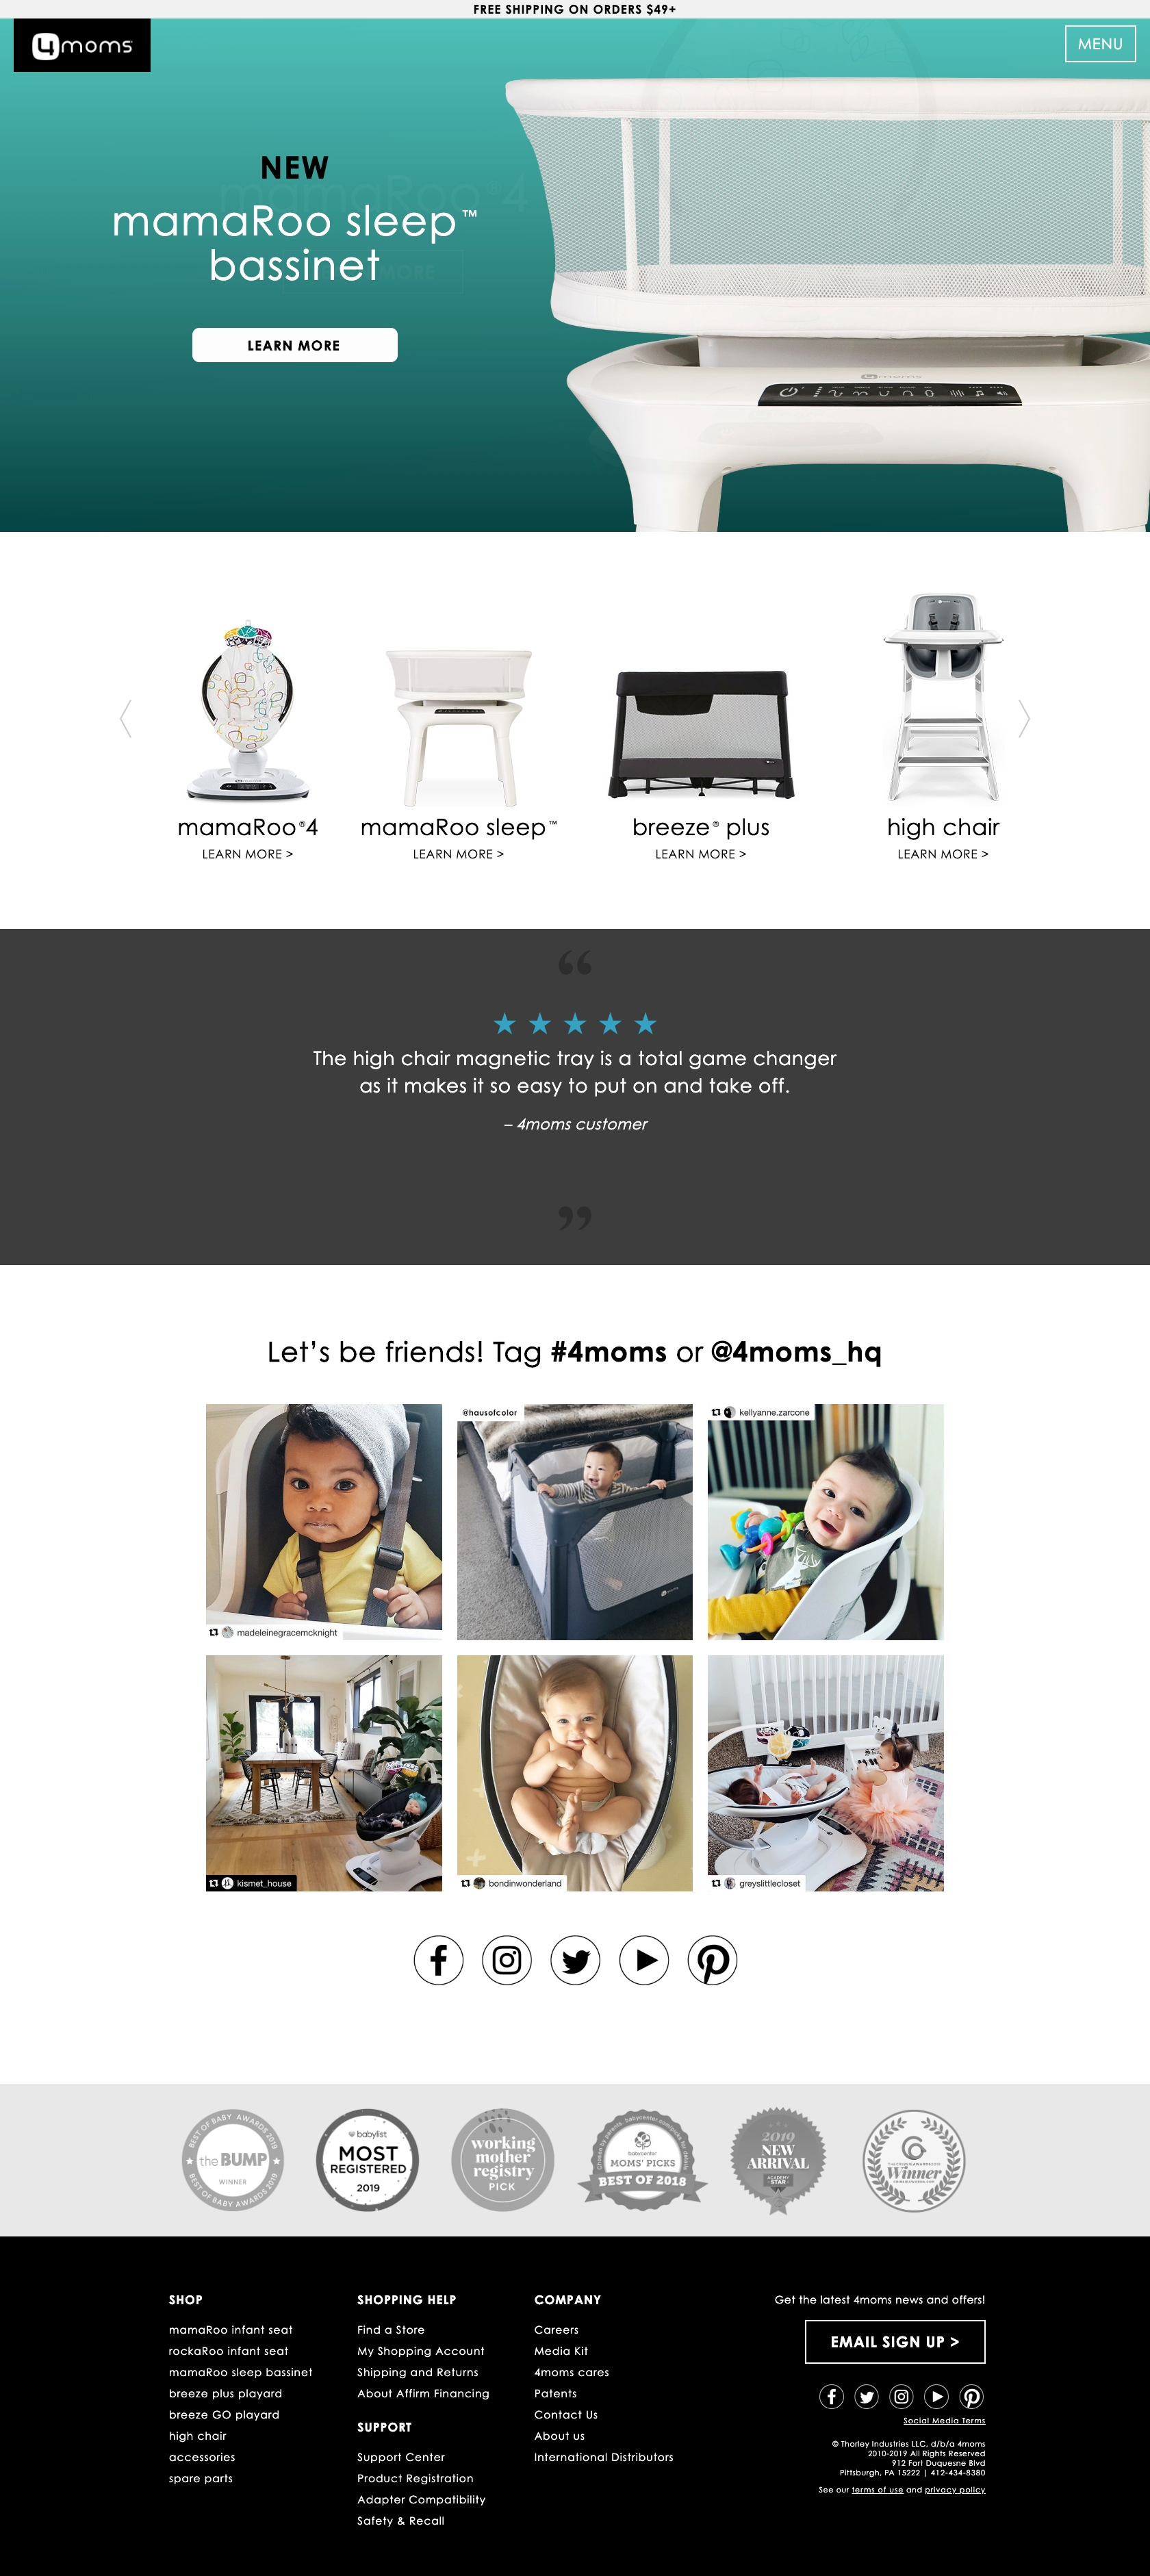 FREE SHIPPING ON ORDERS $49+
4moms
MENU
NEW
mamaRoo®4
mamaRoo sleep™
bassinet
MORE
LEARN MORE
4moms
mamaRoo®4
LEARN MORE >
mamaRoo sleep™
LEARN MORE >
breeze® plus
LEARN MORE >
high chair
LEARN MORE >
“
The high chair magnetic tray is a total game changer
as it makes it so easy to put on and take off.
– 4moms customer
”
Let’s be friends! Tag #4moms or @4moms_hq
madeleinegracemcknight
@hausofcolor
kellyanne.zarcone
kismet_house
bondinwonderland
greyslittlecloset
BEST OF BABY AWARDS 2019
the BUMP
WINNER
BEST OF BABY AWARDS 2019
babylist
MOST
REGISTERED
2019
working
mother
registry
PICK
babycenter
MOMS' PICKS
BEST OF 2018
2019
NEW
ARRIVAL
ACADEMY
STAR
Winner
SHOP
mamaRoo infant seat
rockaRoo infant seat
mamaRoo sleep bassinet
breeze plus playard
breeze GO playard
high chair
accessories
spare parts
SHOPPING HELP
Find a Store
My Shopping Account
Shipping and Returns
About Affirm Financing
SUPPORT
Support Center
Product Registration
Adapter Compatibility
Safety & Recall
COMPANY
Careers
Media Kit
4moms cares
Patents
Contact Us
About us
International Distributors
Get the latest 4moms news and offers!
EMAIL SIGN UP >
Social Media Terms
© Thorley Industries LLC, d/b/a 4moms
2010-2019 All Rights Reserved
912 Fort Duquesne Blvd
Pittsburgh, PA 15222 | 412-434-8380
See our terms of use and privacy policy